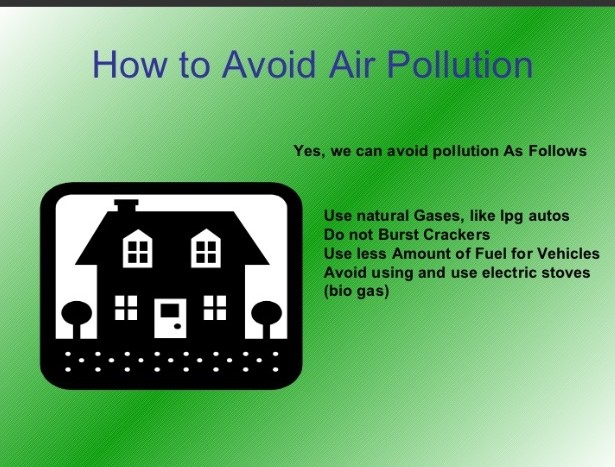 How to Avoid Air Pollution
Yes, we can avoid pollution As Follows
Use natural Gases, like lpg autos
Do not Burst Crackers
Use less Amount of Fuel for Vehicles
Avoid using and use electric stoves
(bio gas)